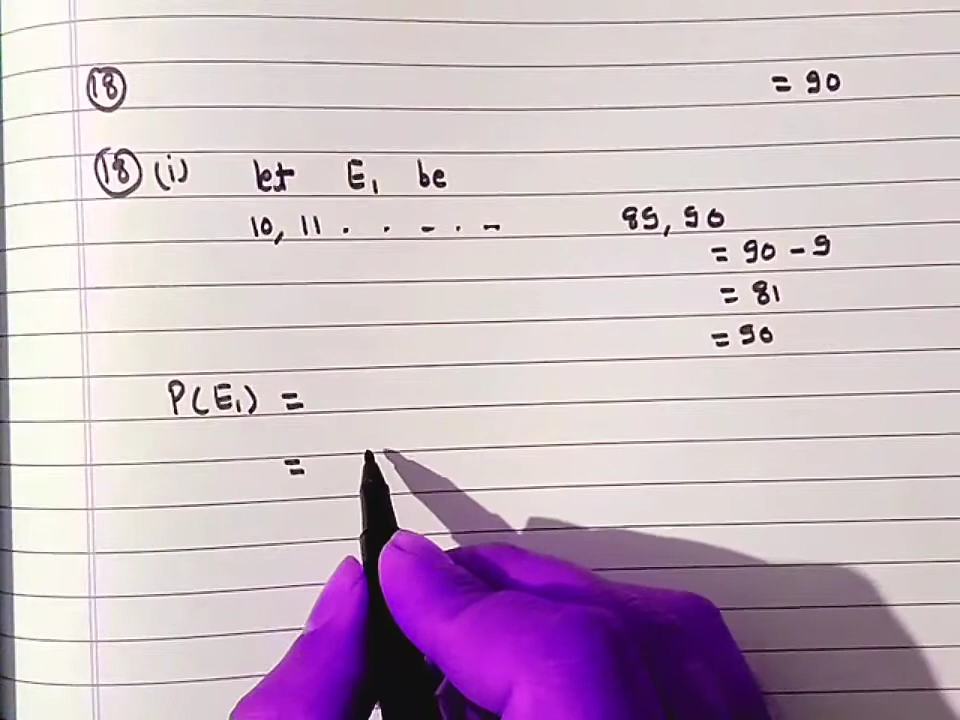 18 = 90
18 (i) let E₁ be
10, 11 . . - . - 89, 90
= 90 - 9
= 81
= 90
P(E₁) =
=